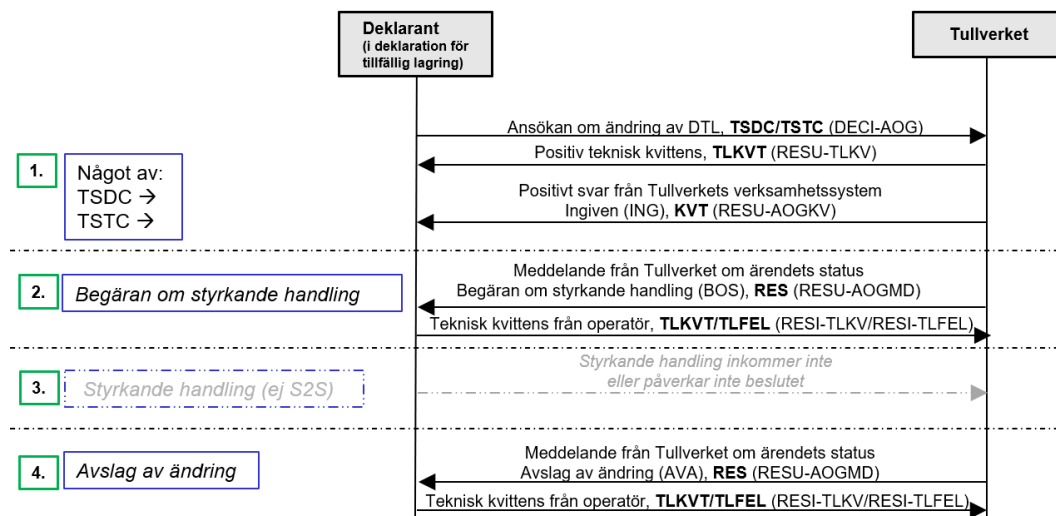 Deklarant
(i deklaration för
tillfällig lagring)
Tullverket
Ansökan om ändring av DTL, TSDC/TSTC (DECI-AOG)
Positiv teknisk kvittens, TLKVT (RESU-TLKV)
1.
Något av:
TSDC →
TSTC →
Positivt svar från Tullverkets verksamhetssystem
Ingiven (ING), KVT (RESU-AOGKV)
2.
Begäran om styrkande handling
Meddelande från Tullverket om ärendets status
Begäran om styrkande handling (BOS), RES (RESU-AOGMD)
Teknisk kvittens från operatör, TLKVT/TLFEL (RESI-TLKV/RESI-TLFEL)
3.
Styrkande handling (ej S2S)
Styrkande handling inkommer inte
eller påverkar inte beslutet
4.
Avslag av ändring
Meddelande från Tullverket om ärendets status
Avslag av ändring (AVA), RES (RESU-AOGMD)
Teknisk kvittens från operatör, TLKVT/TLFEL (RESI-TLKV/RESI-TLFEL)